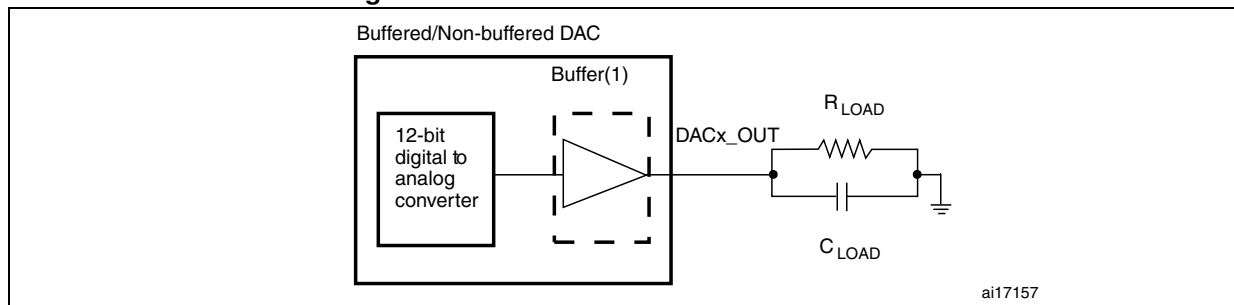 Buffered/Non-buffered DAC
Buffer(1)
12-bit
digital to
analog
converter
DACx_OUT
R LOAD
C LOAD
ai17157